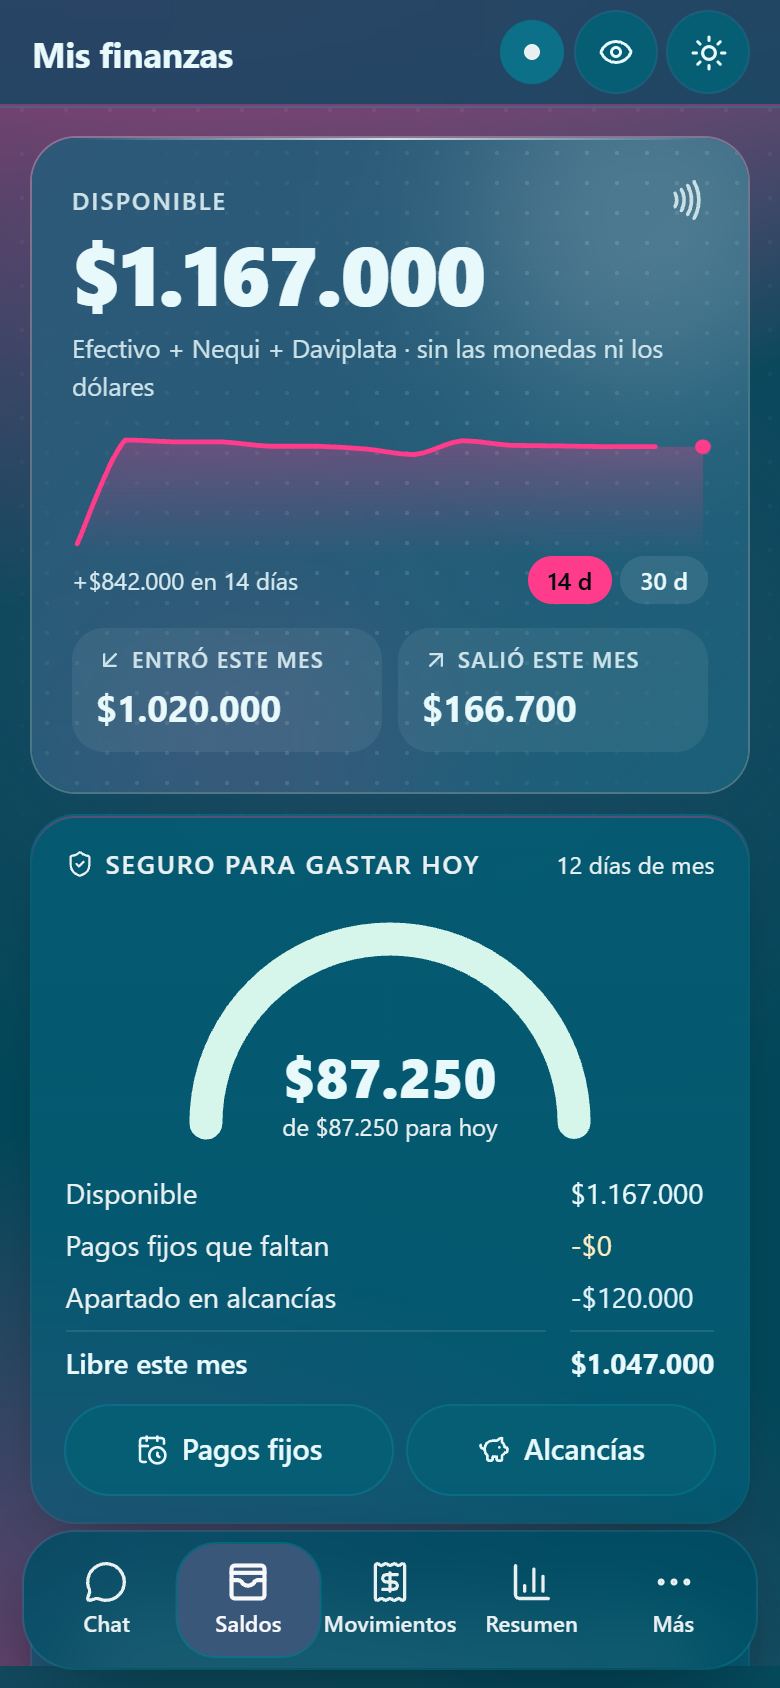 Mis finanzas
DISPONIBLE
$1.167.000
Efectivo + Nequi + Daviplata · sin las monedas ni los
dólares
+$842.000 en 14 días
14 d
30 d
ENTRÓ ESTE MES
$1.020.000
SALIÓ ESTE MES
$166.700
SEGURO PARA GASTAR HOY
12 días de mes
$87.250
de $87.250 para hoy
Disponible
$1.167.000
Pagos fijos que faltan
-$0
Apartado en alcancías
-$120.000
Libre este mes
$1.047.000
Pagos fijos
Alcancías
Chat
Saldos
Movimientos
Resumen
Más